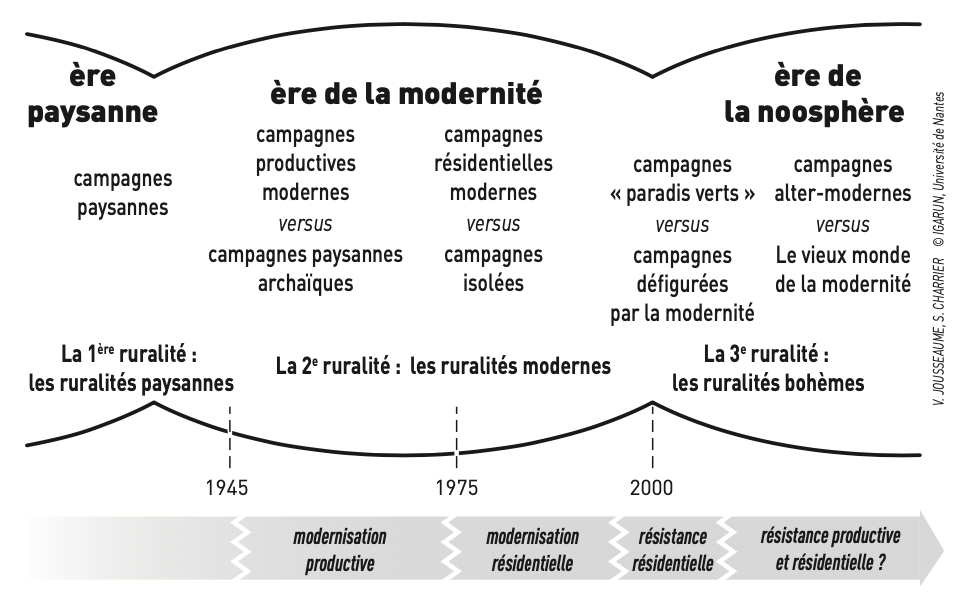 ère
paysanne
campagnes
paysannes
La 1ère ruralité :
les ruralités paysannes
ère de la modernité
campagnes
productives
modernes
versus
campagnes paysannes
archaïques
campagnes
résidentielles
modernes
versus
campagnes
isolées
La 2e ruralité : les ruralités modernes
ère de
la noosphère
campagnes
« paradis verts »
versus
campagnes
défigurées
par la modernité
campagnes
alter-modernes
versus
Le vieux monde
de la modernité
La 3e ruralité :
les ruralités bohèmes
1945
1975
2000
modernisation
productive
modernisation
résidentielle
résistance
résidentielle
résistance productive
et résidentielle ?
V. JOUSSEAUME, S. CHARRIER © IGARUN, Université de Nantes